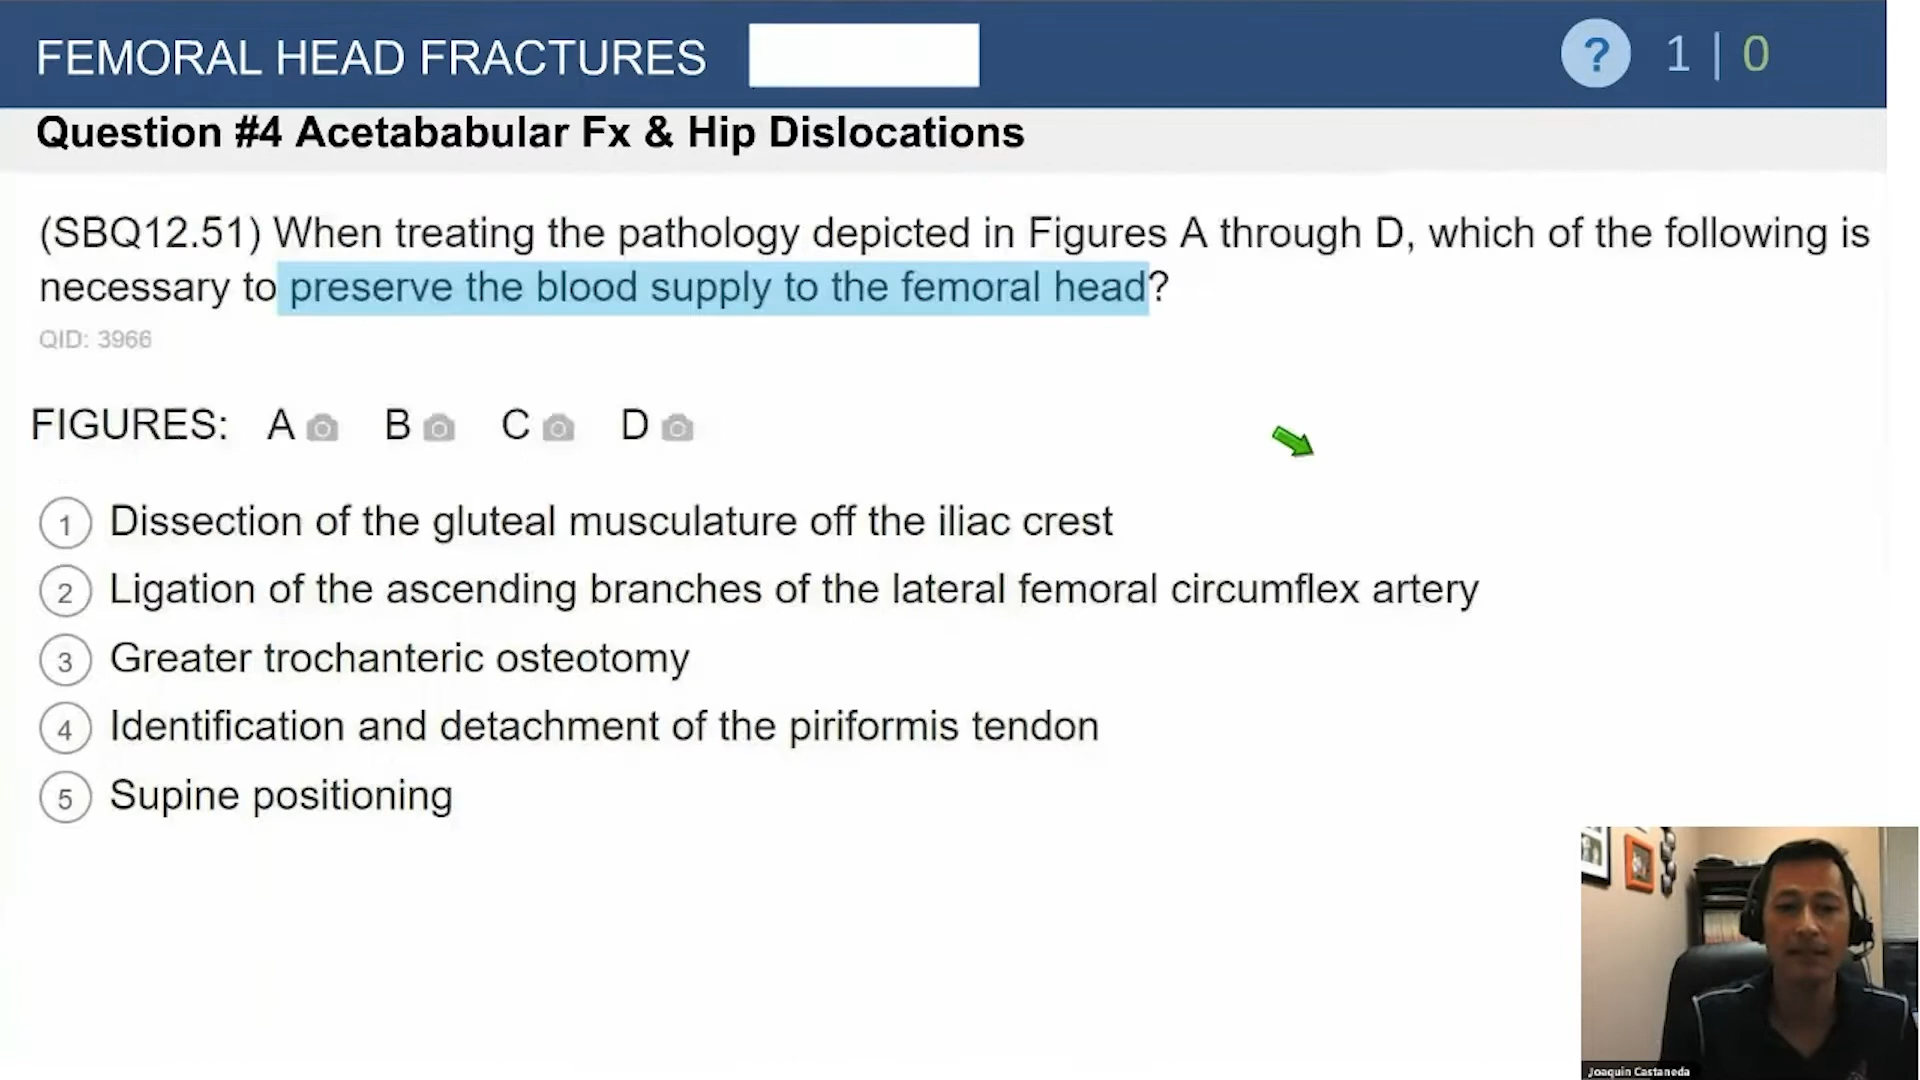 FEMORAL HEAD FRACTURES
? 1 | 0
Question #4 Acetababular Fx & Hip Dislocations
(SBQ12.51) When treating the pathology depicted in Figures A through D, which of the following is
necessary to preserve the blood supply to the femoral head?
QID: 3966
FIGURES: A B C D
1 Dissection of the gluteal musculature off the iliac crest
2 Ligation of the ascending branches of the lateral femoral circumflex artery
3 Greater trochanteric osteotomy
4 Identification and detachment of the piriformis tendon
5 Supine positioning
Joaquin Castaneda